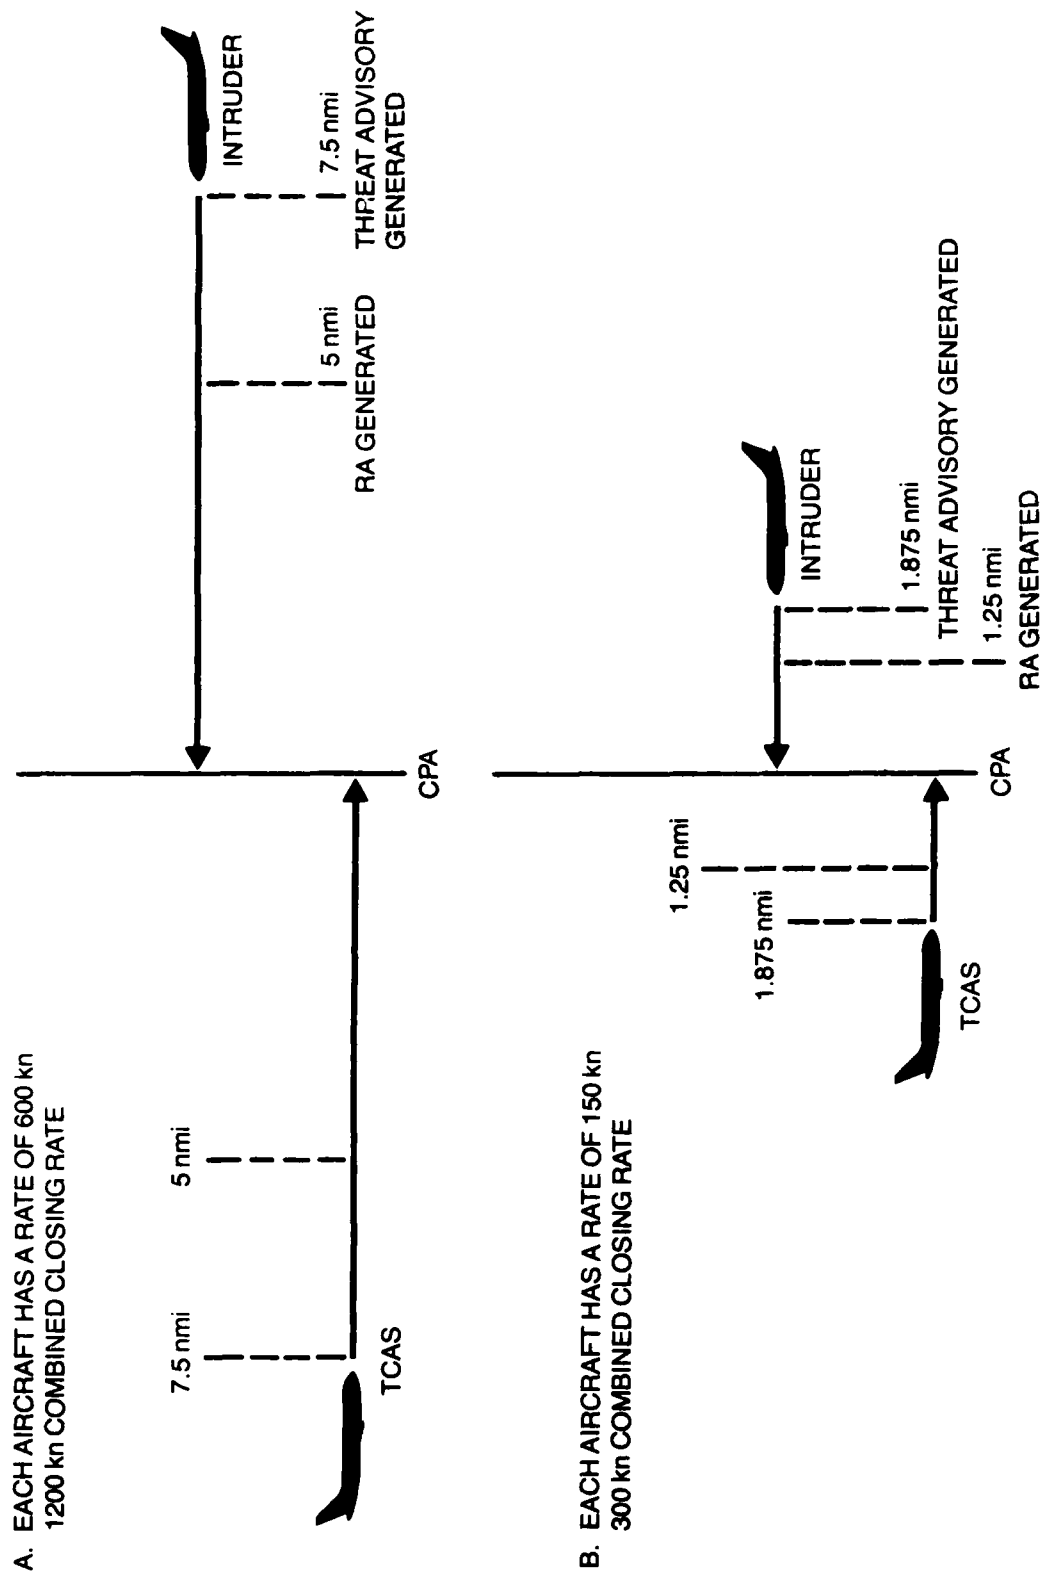 A. EACH AIRCRAFT HAS A RATE OF 600 kn
1200 kn COMBINED CLOSING RATE
7.5 nmi
5 nmi
TCAS
CPA
INTRUDER
5 nmi
RA GENERATED
7.5 nmi
THREAT ADVISORY
GENERATED
B. EACH AIRCRAFT HAS A RATE OF 150 kn
300 kn COMBINED CLOSING RATE
1.25 nmi
1.875 nmi
TCAS
CPA
INTRUDER
1.875 nmi
THREAT ADVISORY GENERATED
1.25 nmi
RA GENERATED